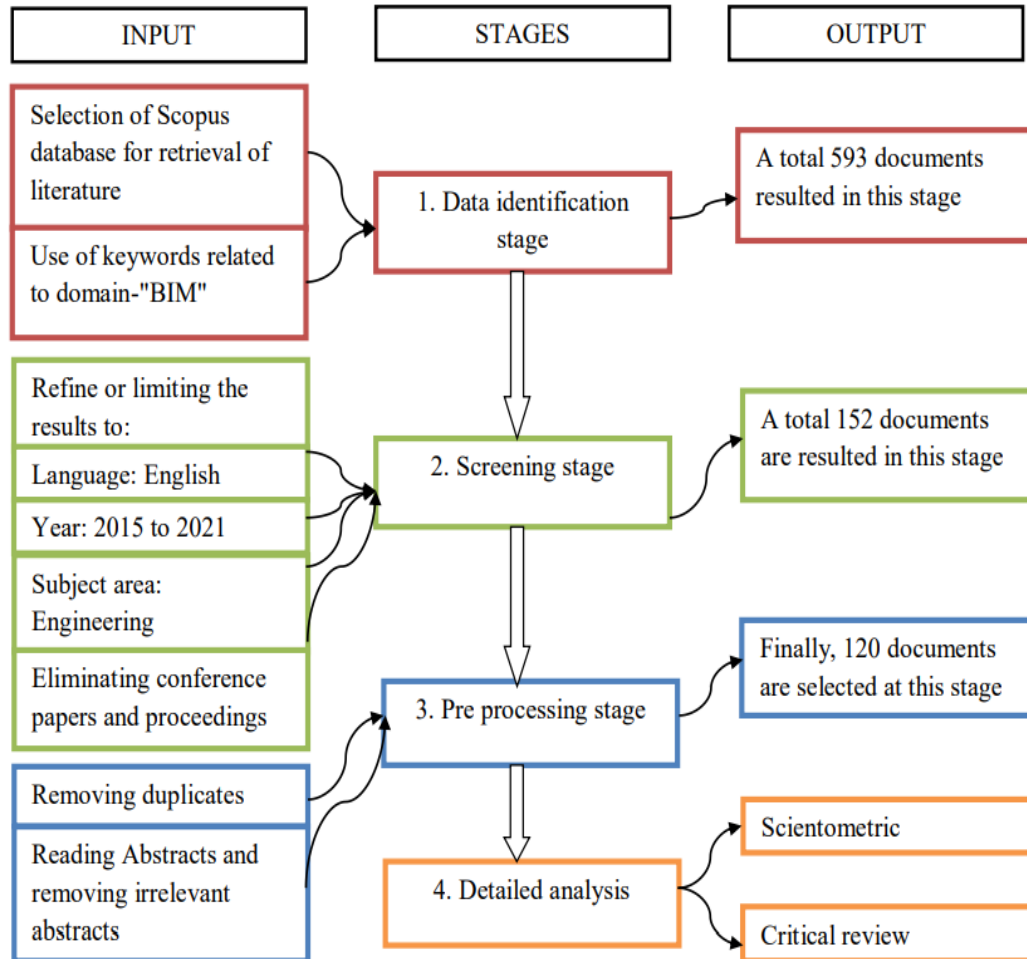 INPUT
STAGES
OUTPUT
Selection of Scopus
database for retrieval of
literature
Use of keywords related
to domain-"BIM"
1. Data identification
stage
A total 593 documents
resulted in this stage
Refine or limiting the
results to:
Language: English
Year: 2015 to 2021
Subject area:
Engineering
Eliminating conference
papers and proceedings
2. Screening stage
A total 152 documents
are resulted in this stage
Removing duplicates
Reading Abstracts and
removing irrelevant
abstracts
3. Pre processing stage
Finally, 120 documents
are selected at this stage
4. Detailed analysis
Scientometric
Critical review